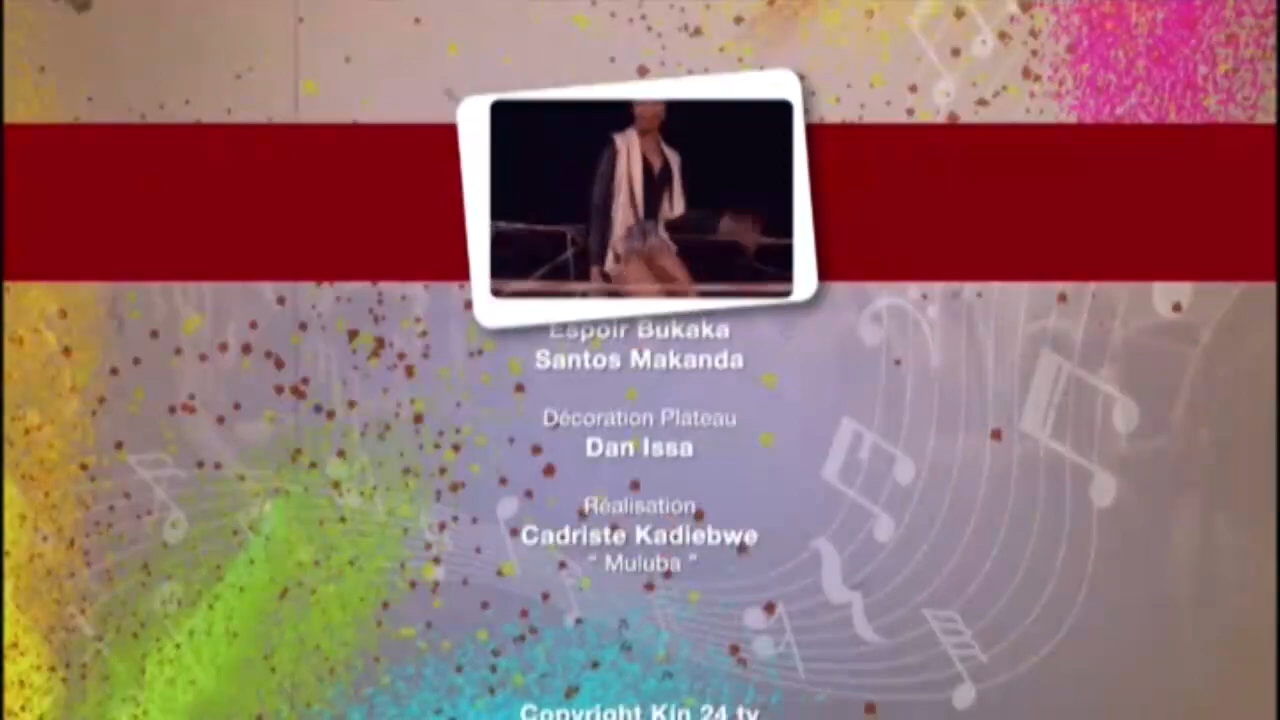 Espoir Bukaka
Santos Makanda
Décoration Plateau
Dan Issa
Réalisation
Cadriste Kadiebwe
“ Muluba ”
Copyright Kin 24 tv